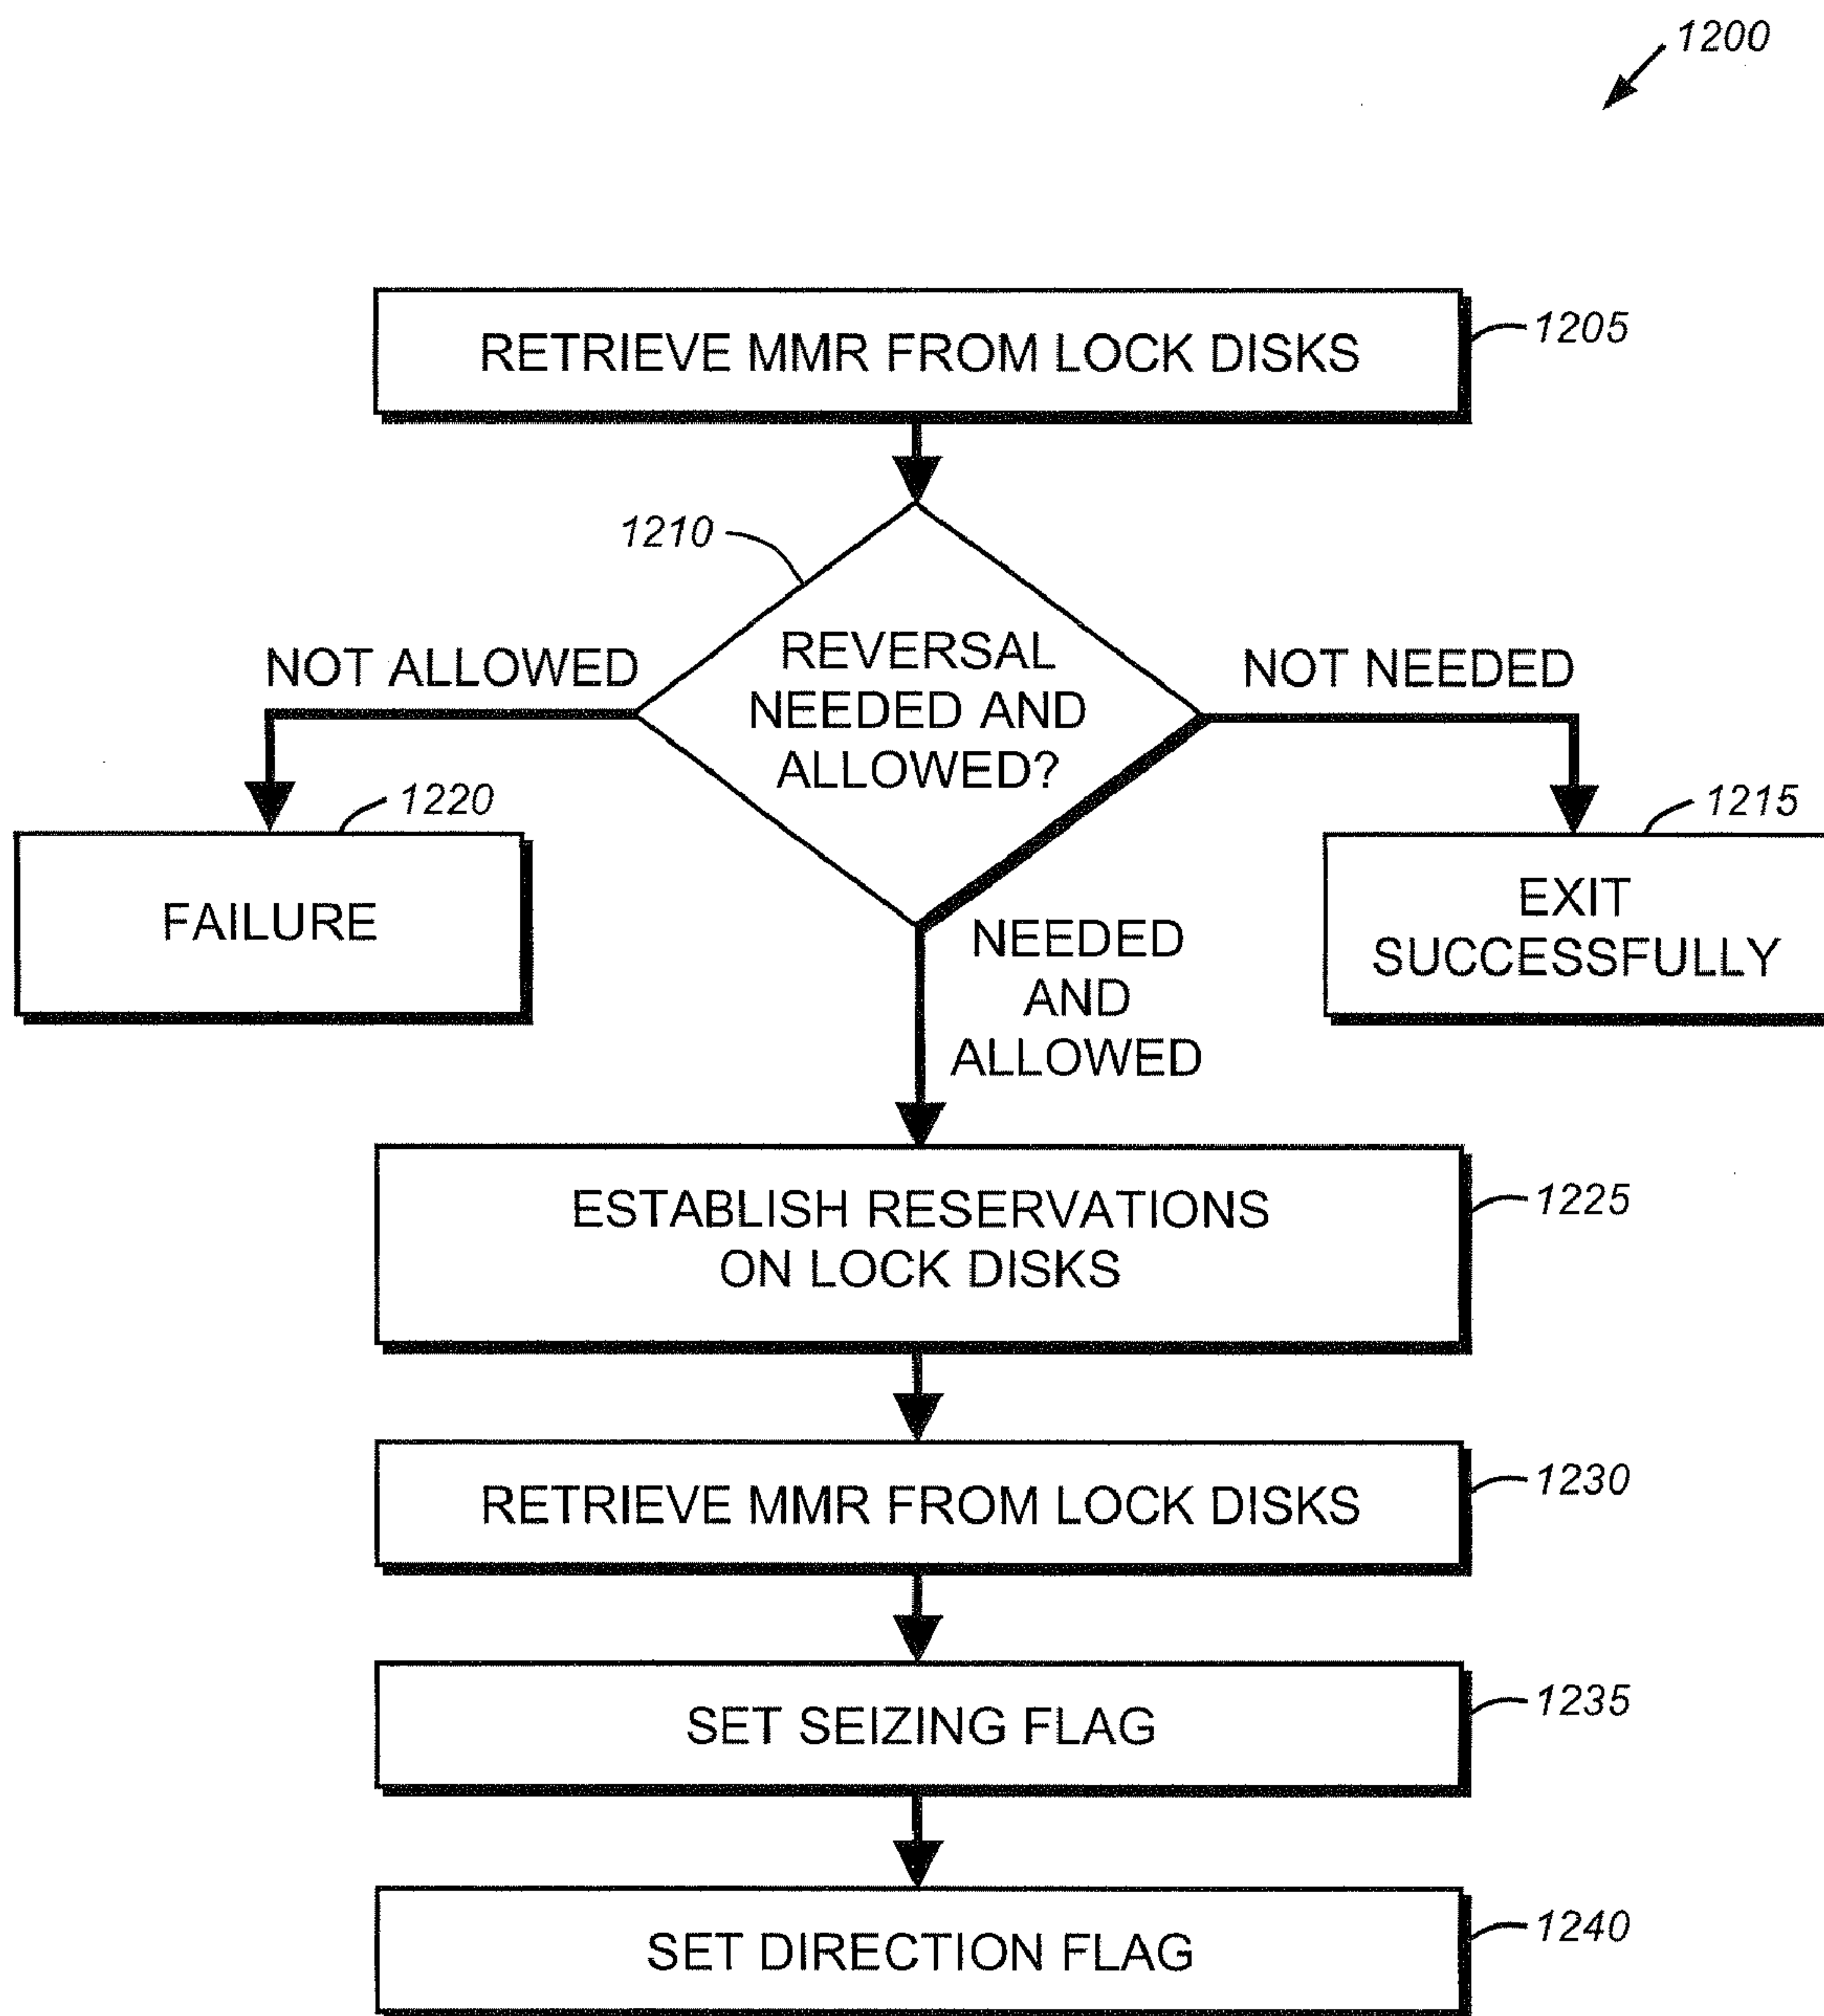 1200
RETRIEVE MMR FROM LOCK DISKS
1205
1210
REVERSAL
NEEDED AND
ALLOWED?
NOT ALLOWED
NOT NEEDED
1220
FAILURE
1215
EXIT
SUCCESSFULLY
NEEDED
AND
ALLOWED
ESTABLISH RESERVATIONS
ON LOCK DISKS
1225
RETRIEVE MMR FROM LOCK DISKS
1230
SET SEIZING FLAG
1235
SET DIRECTION FLAG
1240